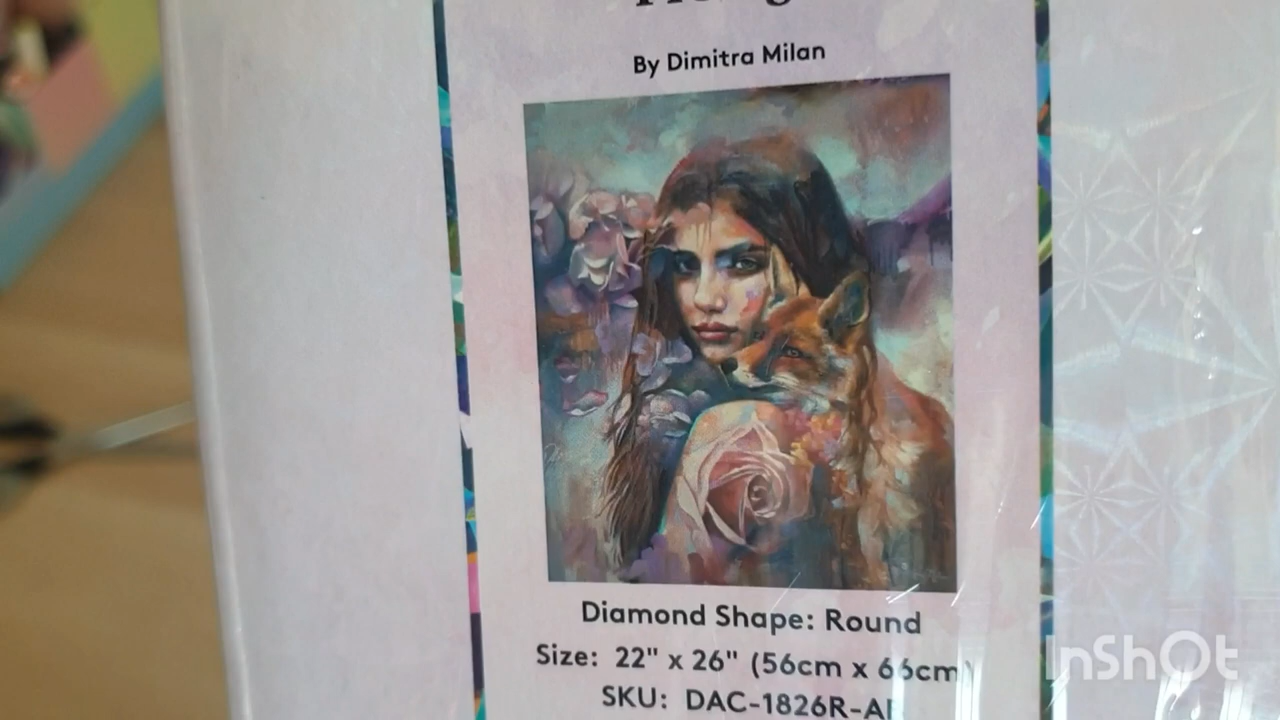 By Dimitra Milan
Diamond Shape: Round
Size: 22" x 26" (56cm x 66cm)
SKU: DAC-1826R-A
InShOt